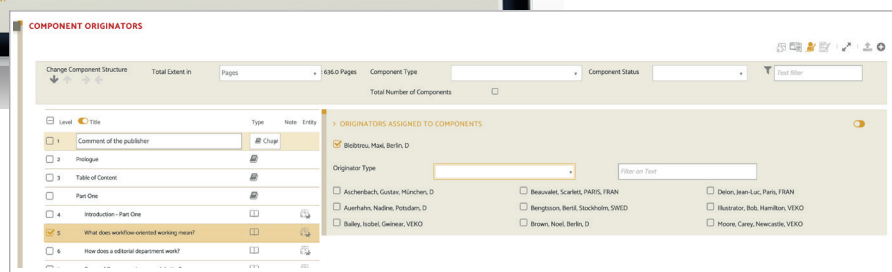 COMPONENT ORIGINATORS
Change Component Structure
Total Extent in
Pages
636.0 Pages
Component Type
Component Status
Text filter
Total Number of Components
Level Title Type Note Entity
1 Comment of the publisher Chap
2 Prologue
3 Table of Content
Part One
4 Introduction - Part One
5 What does workflow-oriented working mean?
6 How does a editorial department work?
> ORIGINATORS ASSIGNED TO COMPONENTS
Bleibtreu, Maxi, Berlin, D
Originator Type
Filter on Text
Aschenbach, Gustav, München, D
Beauvalet, Scarlett, PARIS, FRAN
Delon, Jean-Luc, Paris, FRAN
Auerhahn, Nadine, Potsdam, D
Bengtsson, Bertil, Stockholm, SWED
Illustrator, Bob, Hamilton, VEKO
Bailey, Isobel, Gwinear, VEKO
Brown, Noel, Berlin, D
Moore, Carey, Newcastle, VEKO